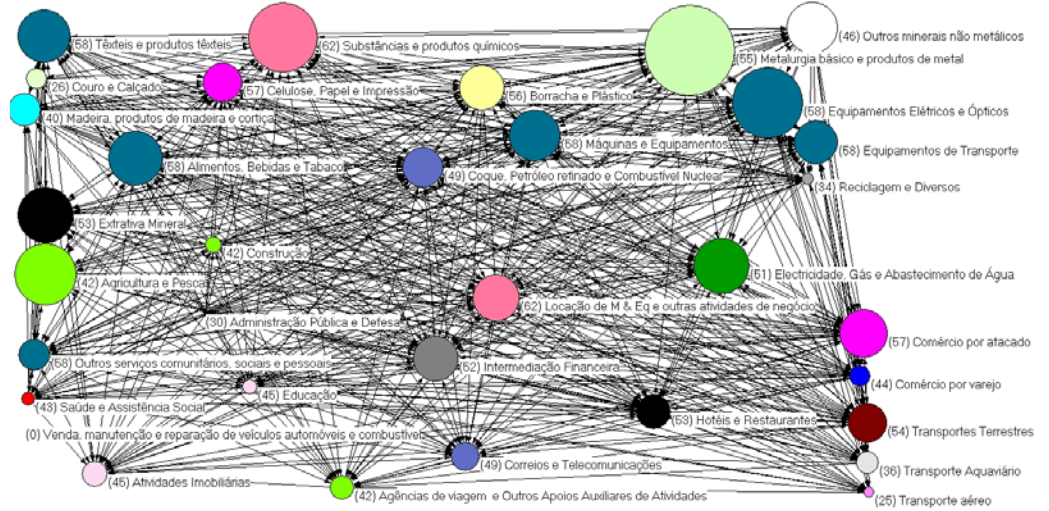 (58) Têxteis e produtos têxteis
(62) Substâncias e produtos químicos
(46) Outros minerais não metálicos
(55) Metalurgia básico e produtos de metal
(26) Couro e Calçado
(57) Celulose, Papel e Impressão
(56) Borracha e Plástico
(58) Equipamentos Elétricos e Ópticos
(40) Madeira, produtos de madeira e cortiça
(58) Máquinas e Equipamentos
(58) Equipamentos de Transporte
(58) Alimentos, Bebidas e Tabaco
(49) Coque, Petróleo refinado e Combustível Nuclear
(34) Reciclagem e Diversos
(53) Extrativa Mineral
(42) Construção
(51) Electricidade, Gás e Abastecimento de Água
(42) Agricultura e Pesca
(62) Locação de M & Eq e outras atividades de negócio
(30) Administração Pública e Defesa
(57) Comércio por atacado
(58) Outros serviços comunitários, sociais e pessoais
(52) Intermediação Financeira
(44) Comércio por varejo
(45) Educação
(43) Saúde e Assistência Social
(53) Hotéis e Restaurantes
(54) Transportes Terrestres
(0) Venda, manutenção e reparação de veículos automóveis e combustível
(49) Correios e Telecomunicações
(36) Transporte Aquaviário
(45) Atividades Imobiliárias
(42) Agências de viagem e Outros Apoios Auxiliares de Atividades
(25) Transporte aéreo